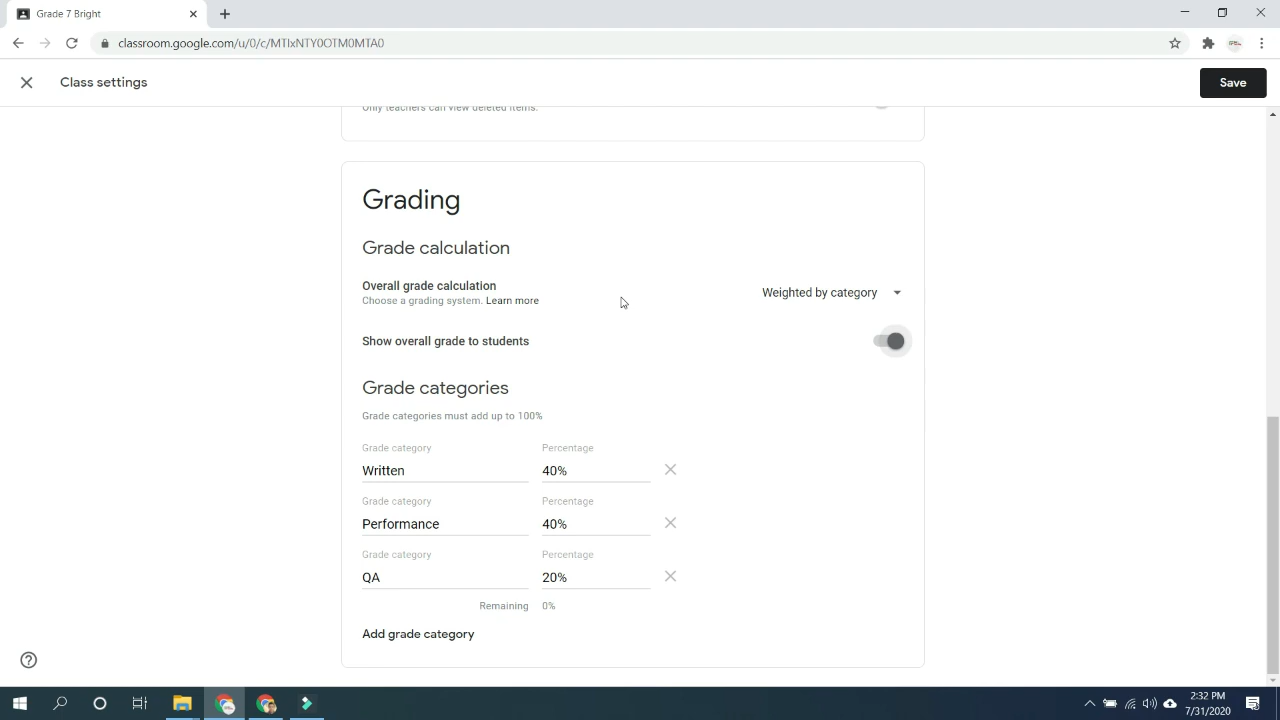 Grade 7 Bright
classroom.google.com/u/0/c/MTIxNTY0OTM0MTA0
Class settings
Save
Only teachers can view deleted items.
Grading
Grade calculation
Overall grade calculation
Choose a grading system. Learn more
Weighted by category
Show overall grade to students
Grade categories
Grade categories must add up to 100%
Grade category Percentage
Written 40%
Grade category Percentage
Performance 40%
Grade category Percentage
QA 20%
Remaining 0%
Add grade category
2:32 PM
7/31/2020